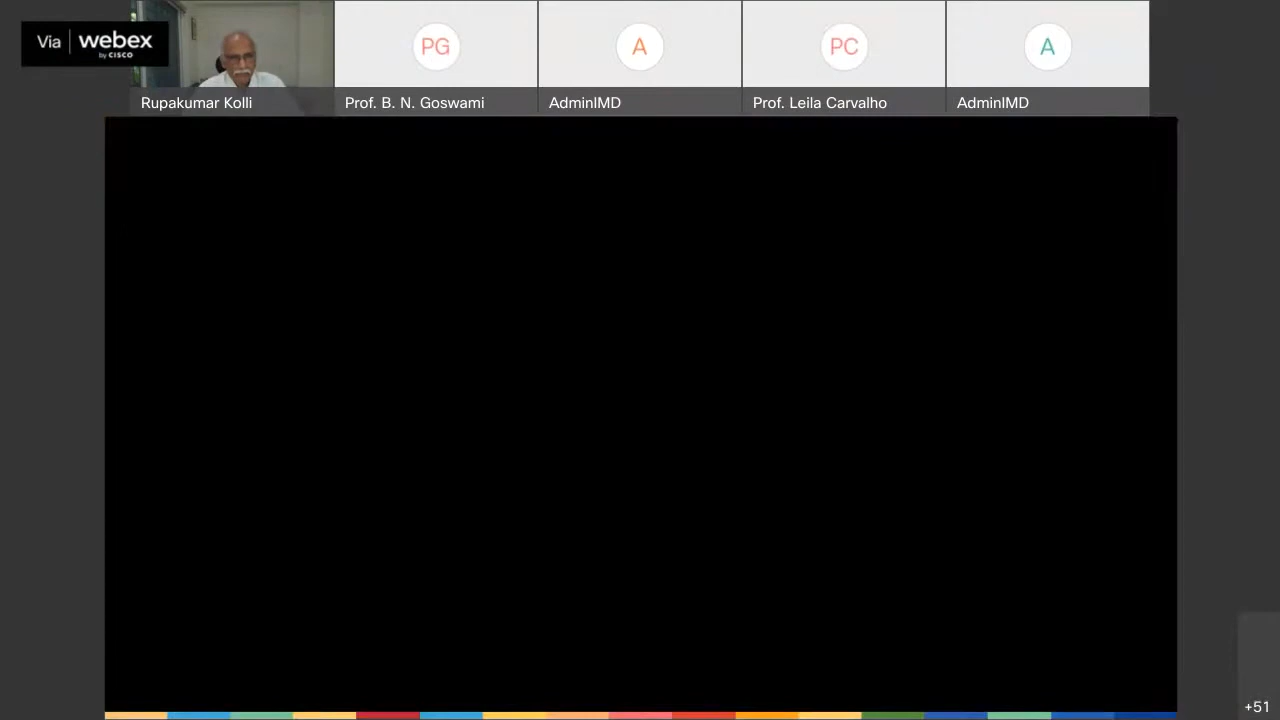 Via webex
by CISCO
PG
A
PC
A
Rupakumar Kolli
Prof. B. N. Goswami
AdminIMD
Prof. Leila Carvalho
AdminIMD
+51